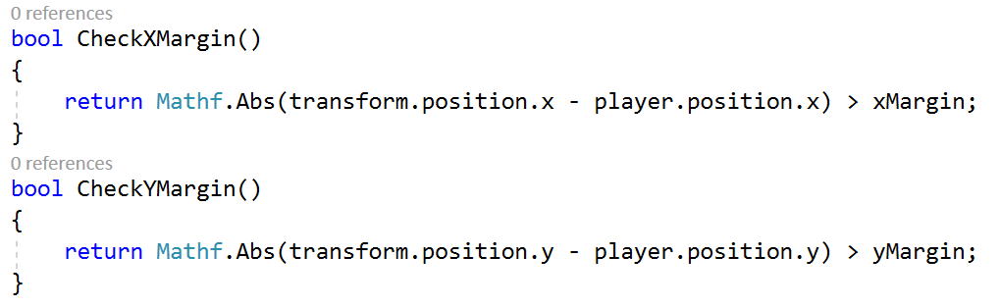 0 references
bool CheckXMargin()
{
    return Mathf.Abs(transform.position.x - player.position.x) > xMargin;
}
0 references
bool CheckYMargin()
{
    return Mathf.Abs(transform.position.y - player.position.y) > yMargin;
}